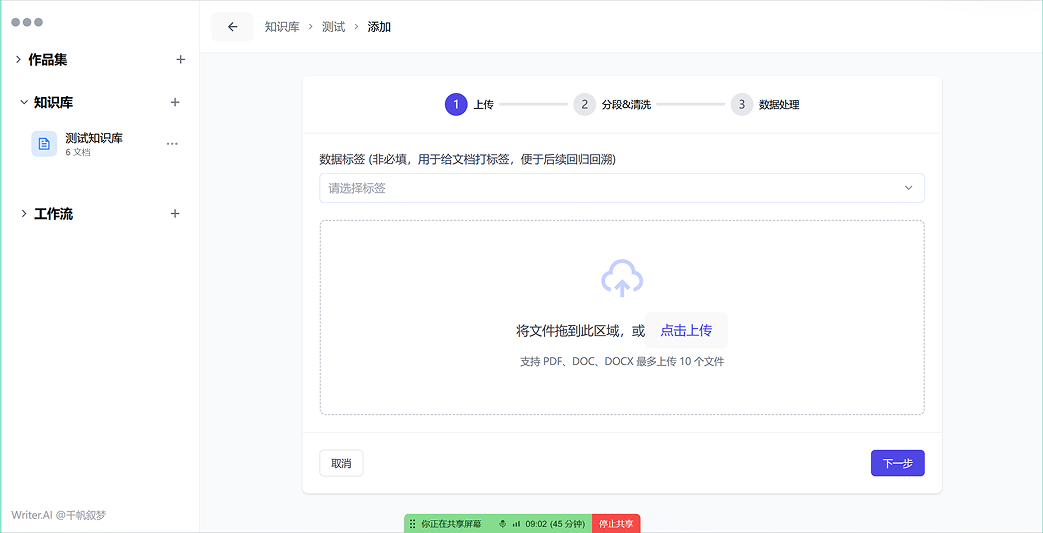 知识库 > 测试 > 添加
作品集
知识库
测试知识库
6 文档
工作流
1 上传 2 分段&清洗 3 数据处理
数据标签 (非必填，用于给文档打标签，便于后续回归回溯)
请选择标签
将文件拖到此区域，或 点击上传
支持 PDF、DOC、DOCX 最多上传 10 个文件
取消 下一步
Writer.AI @千帆叙梦
你正在共享屏幕 09:02 (45 分钟) 停止共享